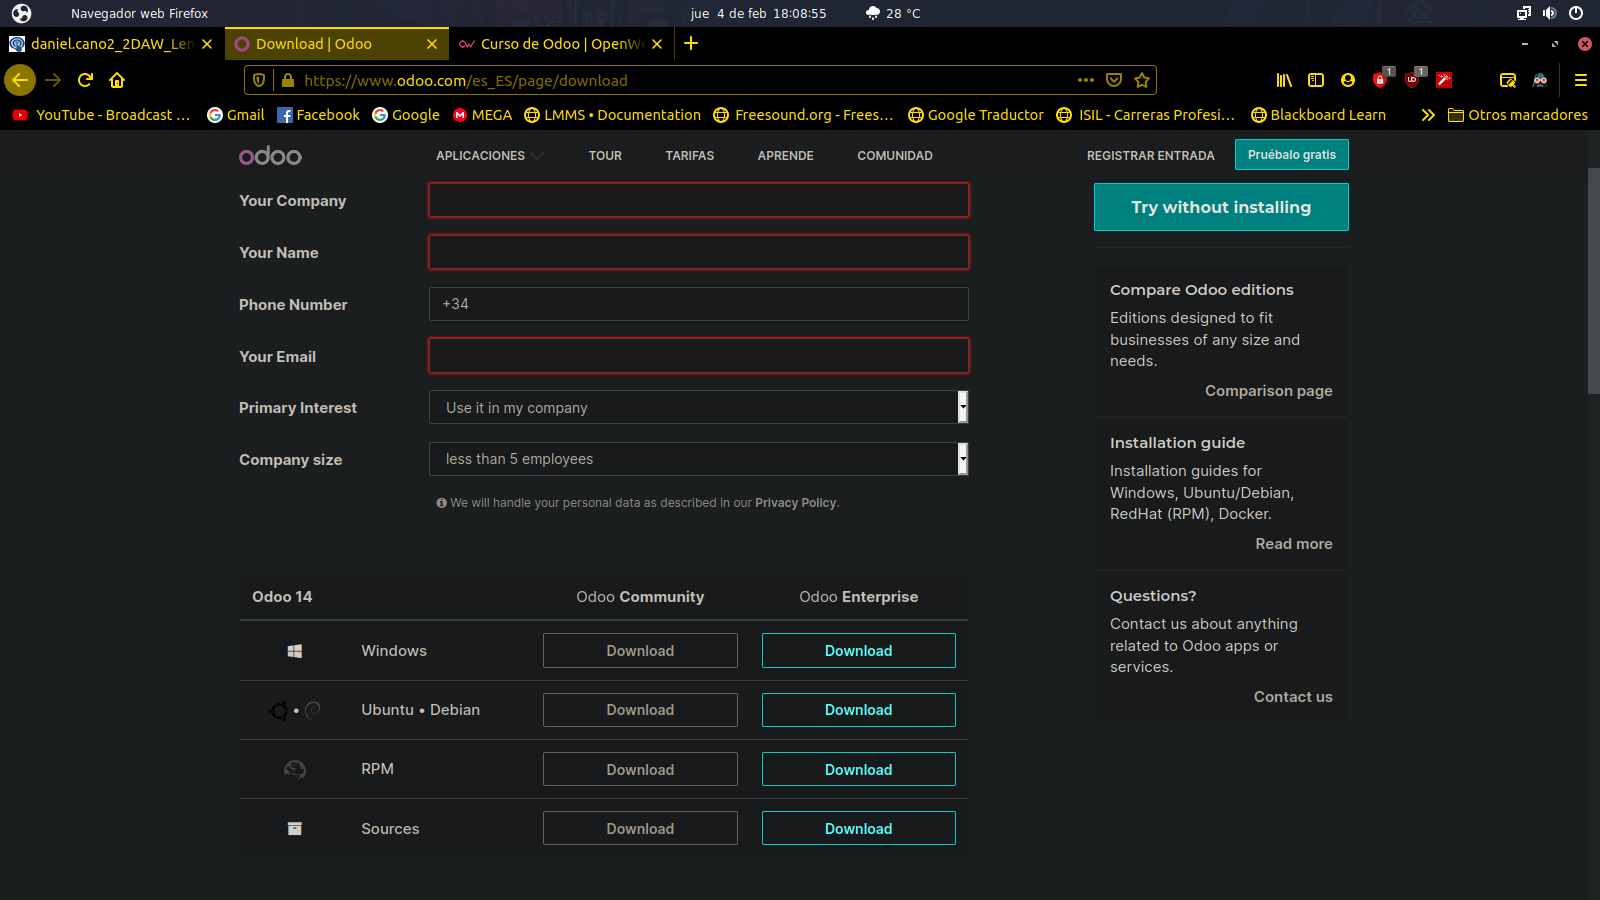 Navegador web Firefox
jue 4 de feb 18:08:55
28 °C
daniel.cano2_2DAW_Len
Download | Odoo
Curso de Odoo | OpenWe
https://www.odoo.com/es_ES/page/download
1
1
YouTube - Broadcast ...
Gmail
Facebook
Google
MEGA
LMMS • Documentation
Freesound.org - Frees...
Google Traductor
ISIL - Carreras Profesi...
Blackboard Learn
Otros marcadores
odoo
APLICACIONES
TOUR
TARIFAS
APRENDE
COMUNIDAD
REGISTRAR ENTRADA
Pruébalo gratis
Your Company
Your Name
Phone Number
+34
Your Email
Primary Interest
Use it in my company
Company size
less than 5 employees
We will handle your personal data as described in our Privacy Policy.
Try without installing
Compare Odoo editions
Editions designed to fit
businesses of any size and
needs.
Comparison page
Installation guide
Installation guides for
Windows, Ubuntu/Debian,
RedHat (RPM), Docker.
Read more
Questions?
Contact us about anything
related to Odoo apps or
services.
Contact us
Odoo 14
Odoo Community
Odoo Enterprise
Windows
Download
Download
Ubuntu • Debian
Download
Download
RPM
Download
Download
Sources
Download
Download